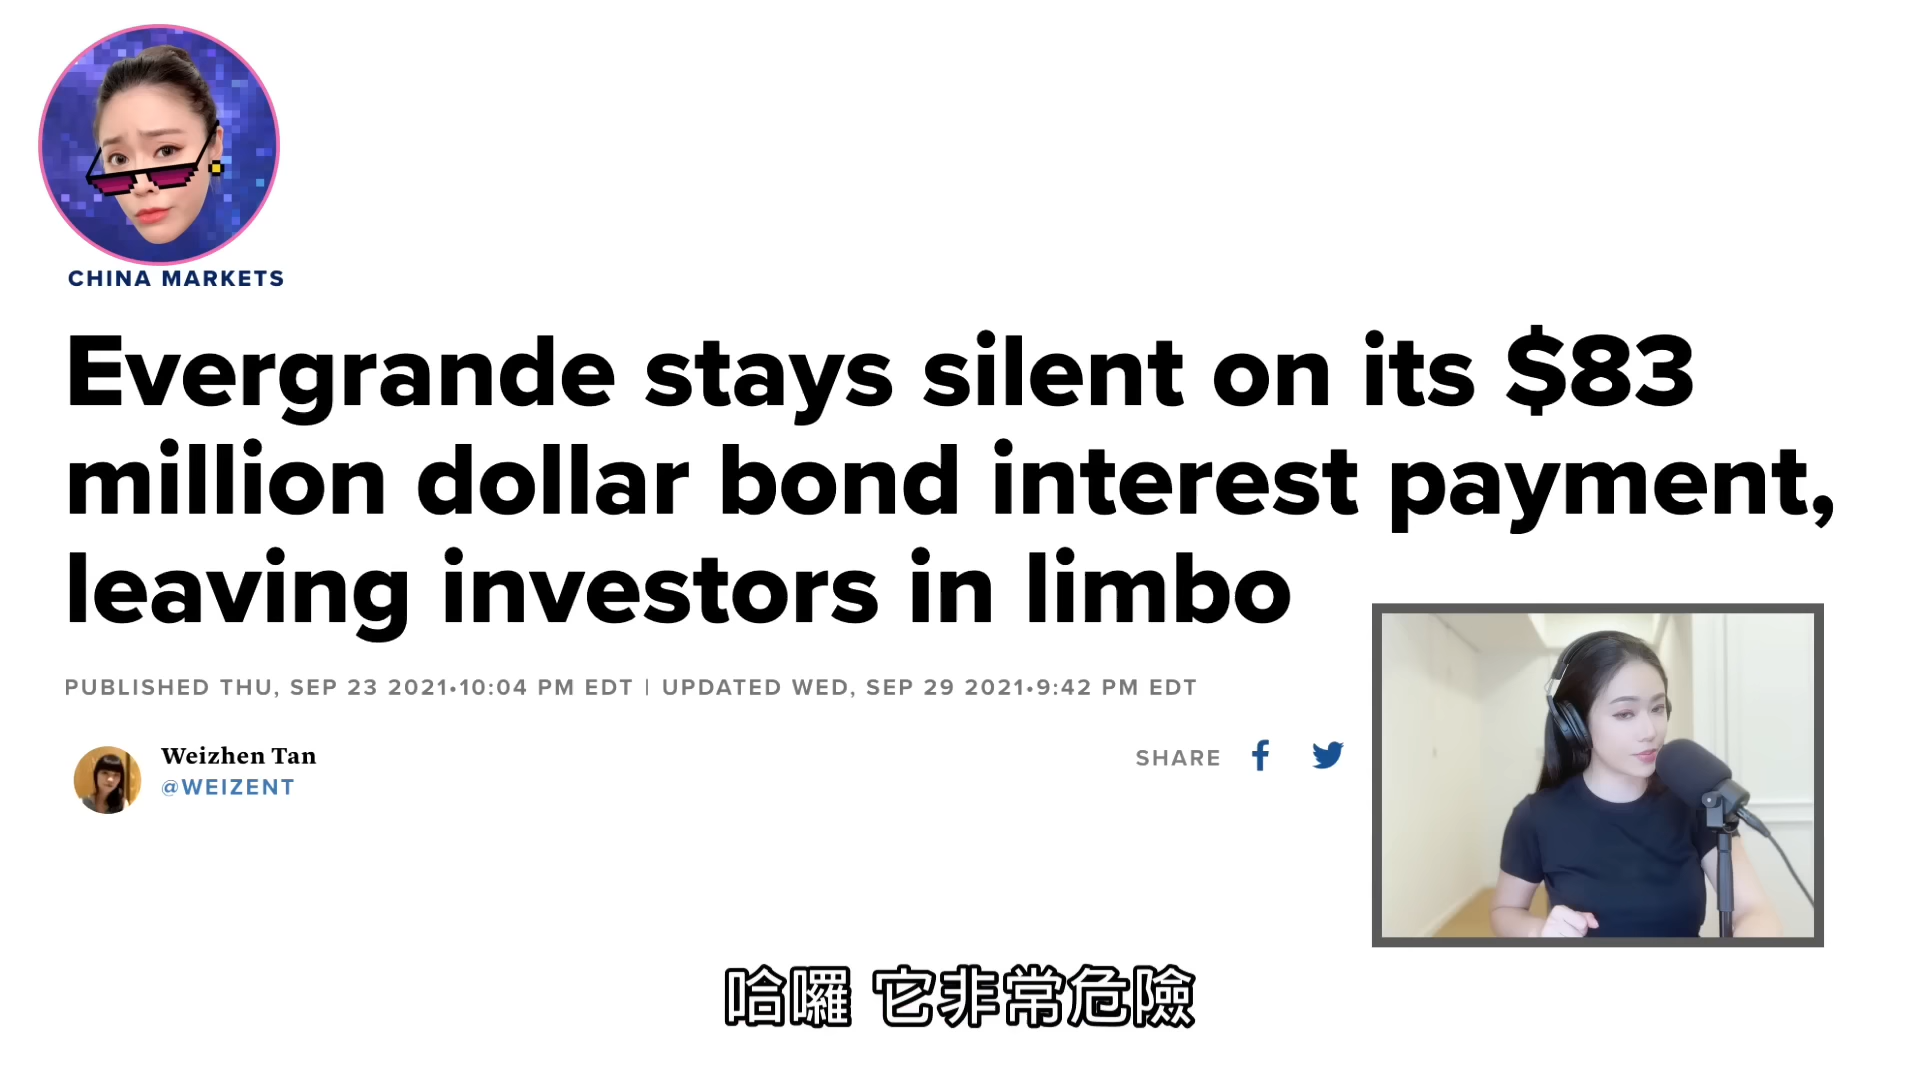 CHINA MARKETS
Evergrande stays silent on its $83
million dollar bond interest payment,
leaving investors in limbo
PUBLISHED THU, SEP 23 2021•10:04 PM EDT | UPDATED WED, SEP 29 2021•9:42 PM EDT
Weizhen Tan
@WEIZENT
SHARE
哈囉 它非常危險